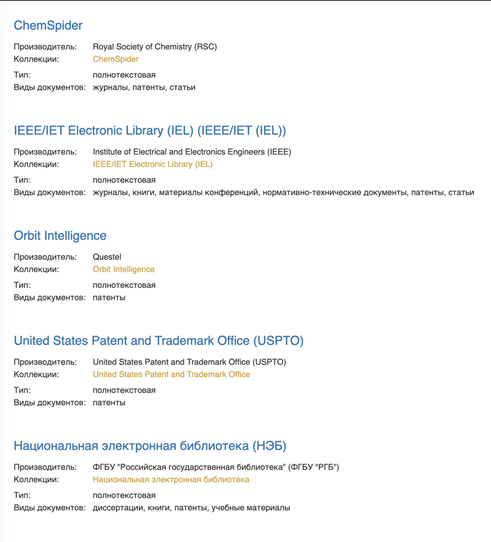 ChemSpider
Производитель: Royal Society of Chemistry (RSC)
Коллекции: ChemSpider
Тип: полнотекстовая
Виды документов: журналы, патенты, статьи
IEEE/IET Electronic Library (IEL) (IEEE/IET (IEL))
Производитель: Institute of Electrical and Electronics Engineers (IEEE)
Коллекции: IEEE/IET Electronic Library (IEL)
Тип: полнотекстовая
Виды документов: журналы, книги, материалы конференций, нормативно-технические документы, патенты, статьи
Orbit Intelligence
Производитель: Questel
Коллекции: Orbit Intelligence
Тип: полнотекстовая
Виды документов: патенты
United States Patent and Trademark Office (USPTO)
Производитель: United States Patent and Trademark Office (USPTO)
Коллекции: United States Patent and Trademark Office
Тип: полнотекстовая
Виды документов: патенты
Национальная электронная библиотека (НЭБ)
Производитель: ФГБУ "Российская государственная библиотека" (ФГБУ "РГБ")
Коллекции: Национальная электронная библиотека
Тип: полнотекстовая
Виды документов: диссертации, книги, патенты, учебные материалы